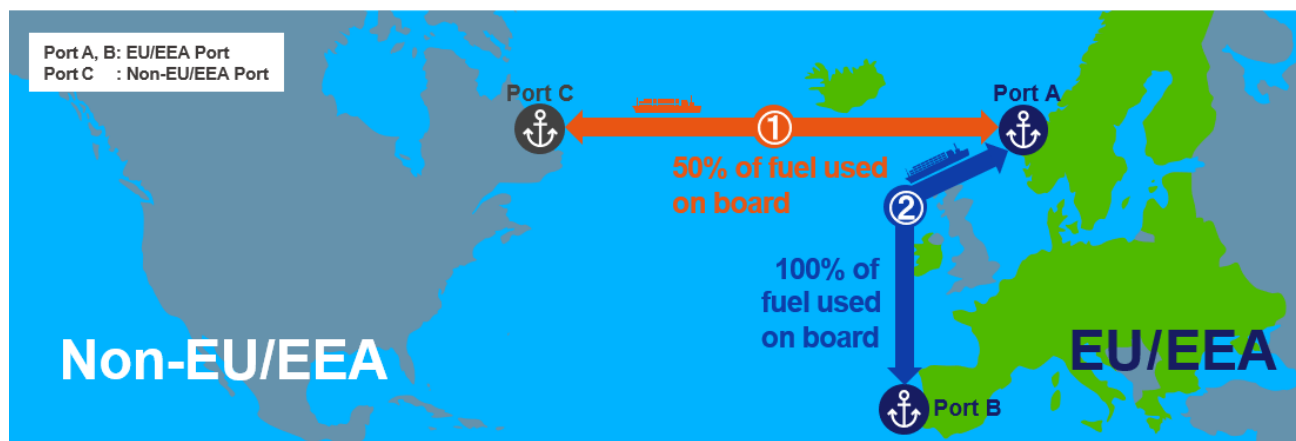 Port A, B: EU/EEA Port
Port C : Non-EU/EEA Port
Port C
Port A
①
50% of fuel used
on board
②
100% of
fuel used
on board
Non-EU/EEA
EU/EEA
Port B